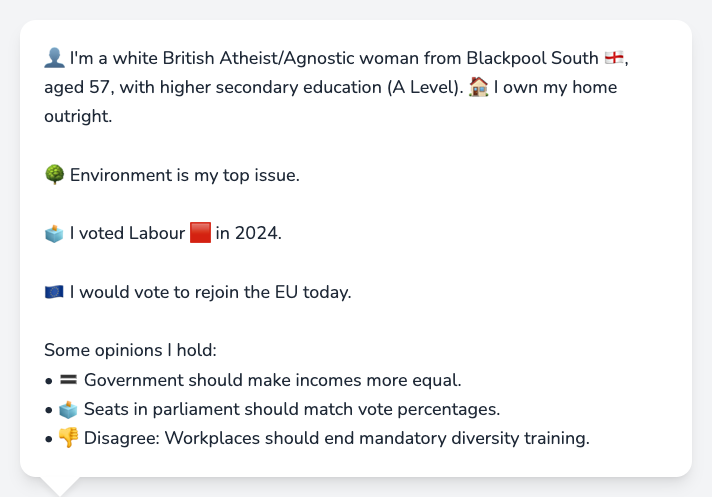 👤 I'm a white British Atheist/Agnostic woman from Blackpool South 🏴󠁧󠁢󠁥󠁮󠁧󠁿,
aged 57, with higher secondary education (A Level). 🏠 I own my home
outright.
🌳 Environment is my top issue.
🗳️ I voted Labour 🟥 in 2024.
🇪🇺 I would vote to rejoin the EU today.
Some opinions I hold:
• 🟰 Government should make incomes more equal.
• 🗳️ Seats in parliament should match vote percentages.
• 👎 Disagree: Workplaces should end mandatory diversity training.